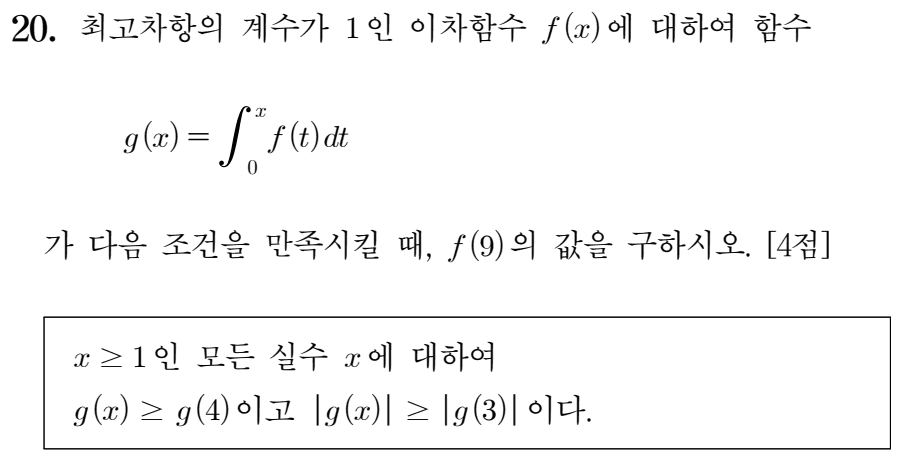 20. 최고차항의 계수가 1인 이차함수 f(x)에 대하여 함수
g(x)=∫₀ˣ f(t)dt
가 다음 조건을 만족시킬 때, f(9)의 값을 구하시오. [4점]
x≥1인 모든 실수 x에 대하여
g(x)≥g(4)이고 |g(x)|≥|g(3)|이다.